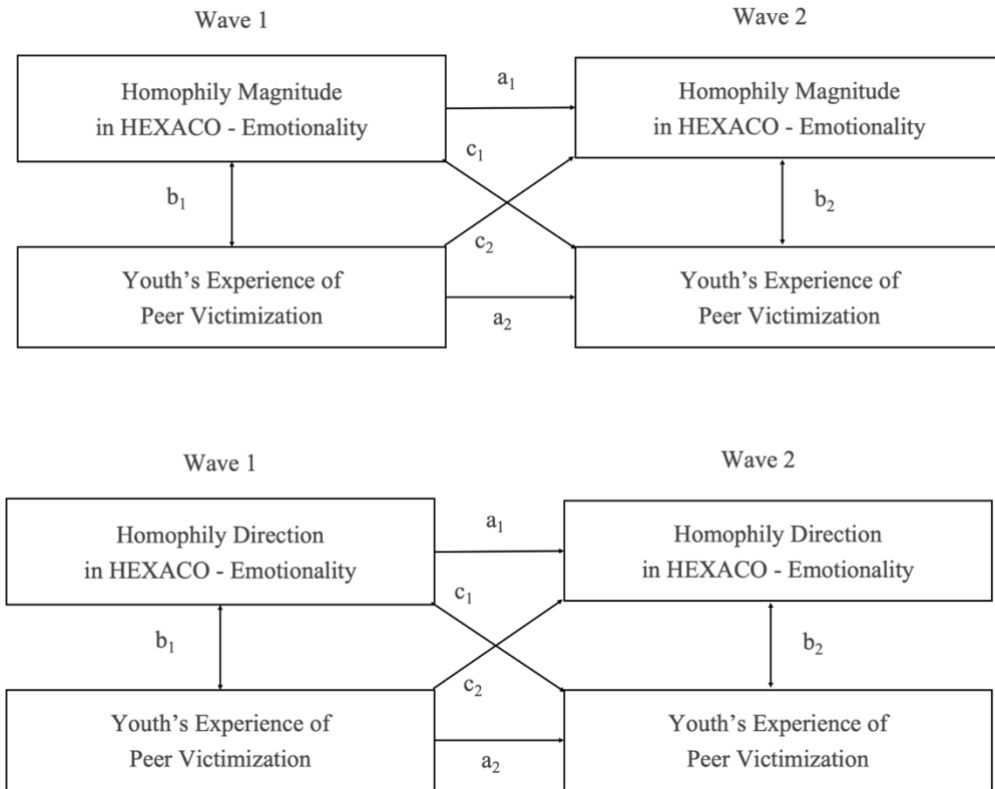 Wave 1
Wave 2
Homophily Magnitude
in HEXACO - Emotionality
a₁
Homophily Magnitude
in HEXACO - Emotionality
c₁
b₁
b₂
c₂
Youth’s Experience of
Peer Victimization
a₂
Youth’s Experience of
Peer Victimization
Wave 1
Wave 2
Homophily Direction
in HEXACO - Emotionality
a₁
Homophily Direction
in HEXACO - Emotionality
c₁
b₁
b₂
c₂
Youth’s Experience of
Peer Victimization
a₂
Youth’s Experience of
Peer Victimization